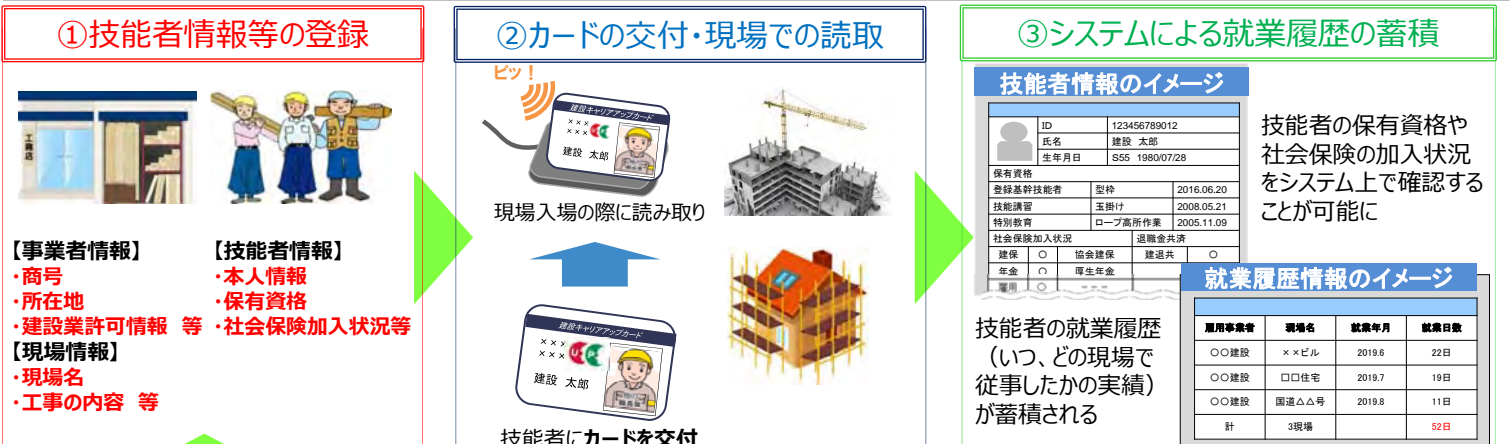 ①技能者情報等の登録
工務店
【事業者情報】
・商号
・所在地
・建設業許可情報 等
【現場情報】
・現場名
・工事の内容 等
【技能者情報】
・本人情報
・保有資格
・社会保険加入状況等
②カードの交付・現場での読取
ピッ！
建設キャリアアップカード
×××
×××
建設 太郎
現場入場の際に読み取り
建設キャリアアップカード
×××
×××
建設 太郎
技能者にカードを交付
③システムによる就業履歴の蓄積
技能者情報のイメージ
ID 123456789012
氏名 建設 太郎
生年月日 S55 1980/07/28
保有資格
登録基幹技能者 型枠 2016.06.20
技能講習 玉掛け 2008.05.21
特別教育 ロープ高所作業 2005.11.09
社会保険加入状況 退職金共済
建保 ○ 協会建保 建退共 ○
年金 ○ 厚生年金
雇用 ○ ---
技能者の保有資格や
社会保険の加入状況
をシステム上で確認する
ことが可能に
技能者の就業履歴
（いつ、どの現場で
従事したかの実績）
が蓄積される
就業履歴情報のイメージ
雇用事業者 現場名 就業年月 就業日数
○○建設 ××ビル 2019.6 22日
○○建設 □□住宅 2019.7 19日
○○建設 国道△△号 2019.8 11日
計 3現場 52日